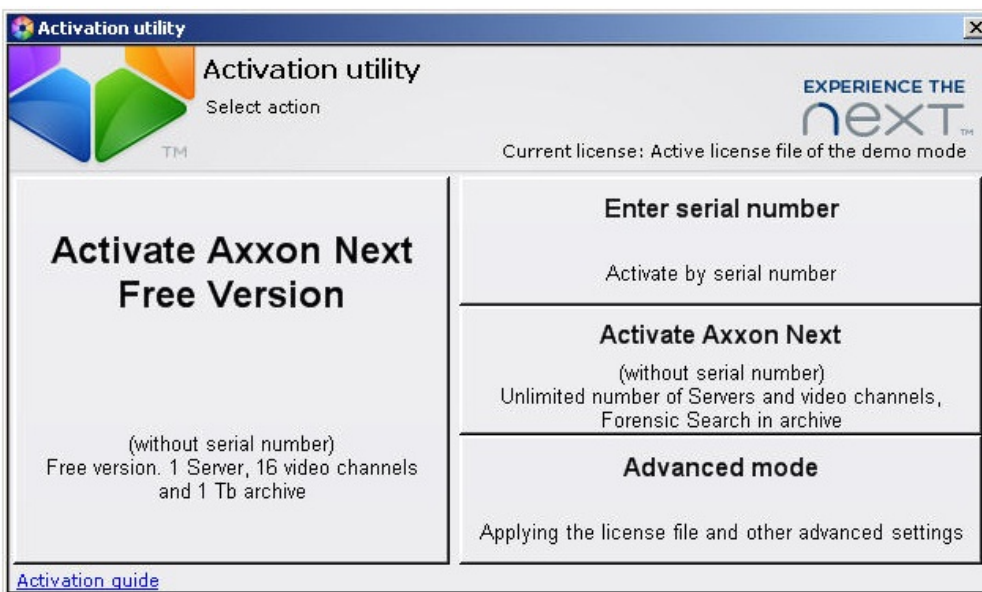 Activation utility
Activation utility
Select action
TM
EXPERIENCE THE
next TM
Current license: Active license file of the demo mode
Activate Axxon Next
Free Version
(without serial number)
Free version. 1 Server, 16 video channels
and 1 Tb archive
Enter serial number
Activate by serial number
Activate Axxon Next
(without serial number)
Unlimited number of Servers and video channels,
Forensic Search in archive
Advanced mode
Applying the license file and other advanced settings
Activation guide